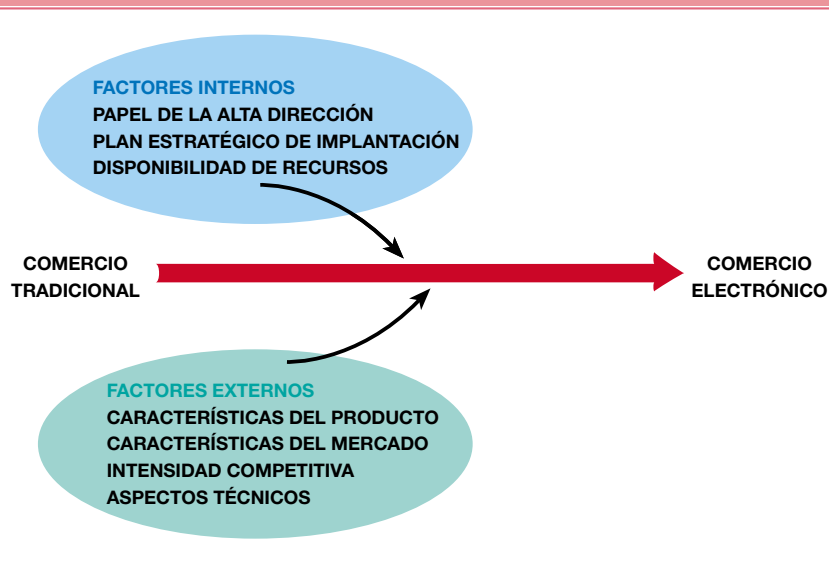 FACTORES INTERNOS
PAPEL DE LA ALTA DIRECCIÓN
PLAN ESTRATÉGICO DE IMPLANTACIÓN
DISPONIBILIDAD DE RECURSOS
COMERCIO
TRADICIONAL
COMERCIO
ELECTRÓNICO
FACTORES EXTERNOS
CARACTERÍSTICAS DEL PRODUCTO
CARACTERÍSTICAS DEL MERCADO
INTENSIDAD COMPETITIVA
ASPECTOS TÉCNICOS